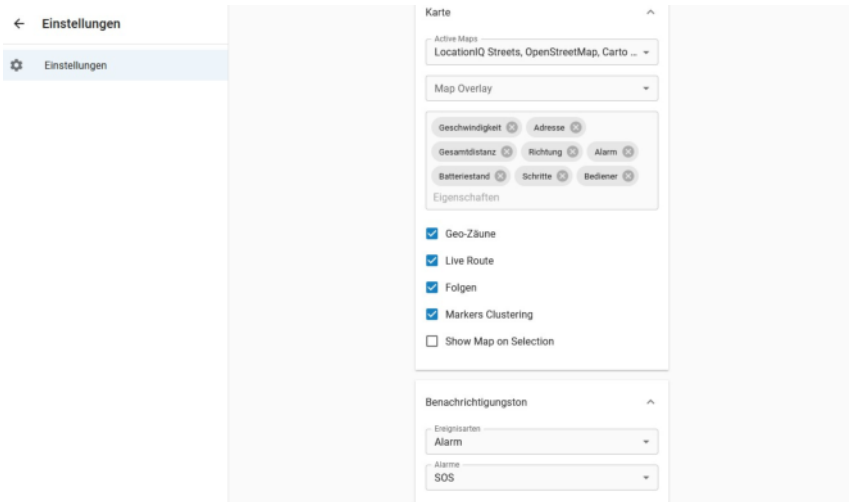 Einstellungen
Einstellungen
Karte
Active Maps
LocationIQ Streets, OpenStreetMap, Carto ...
Map Overlay
Geschwindigkeit Adresse
Gesamtdistanz Richtung Alarm
Batteriestand Schritte Bediener
Eigenschaften
Geo-Zäune
Live Route
Folgen
Markers Clustering
Show Map on Selection
Benachrichtigungston
Ereignisarten
Alarm
Alarme
SOS